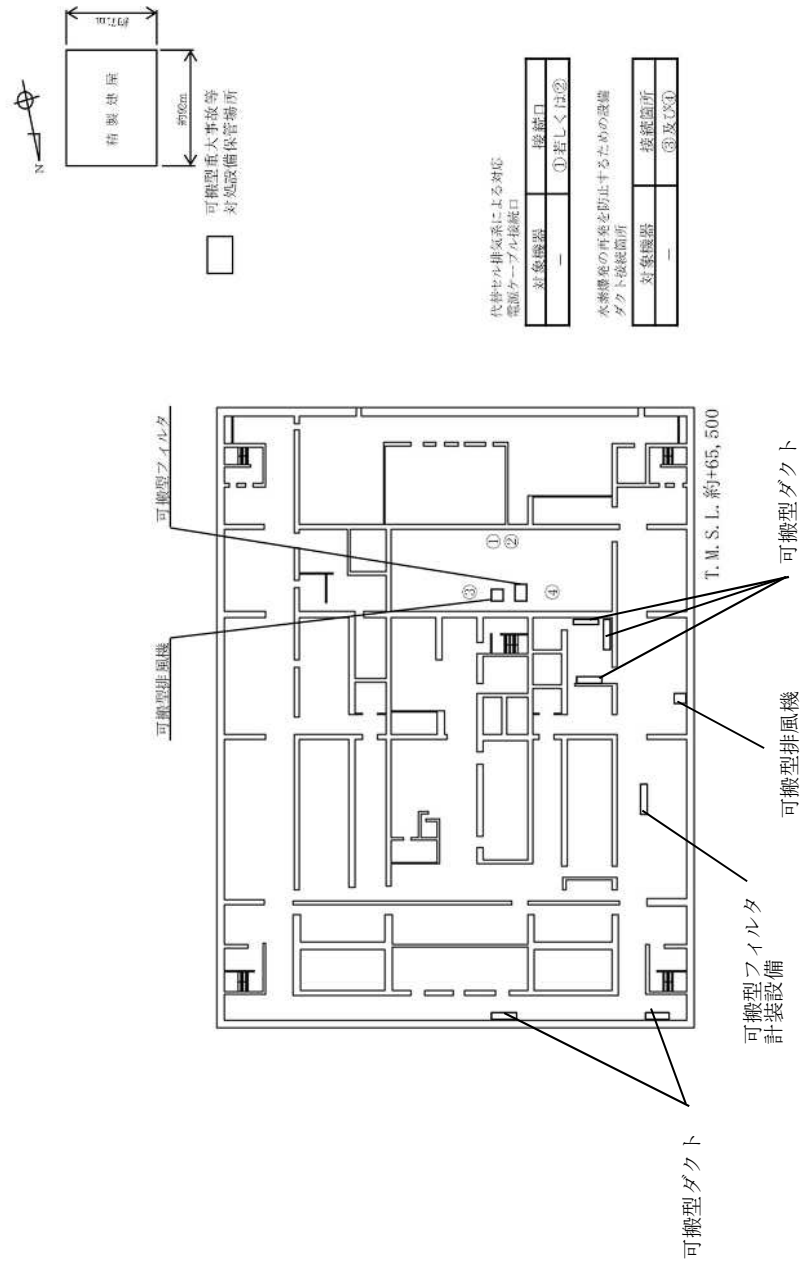 N
精製建屋
約92m
可搬型重大事故等
対処設備保管場所
代替セル排気系による対応
電源ケーブル接続口
対象機器 接続口
－ ①若しくは②
水素爆発の再発を防止するための設備
ダクト接続箇所
対象機器 接続箇所
－ ③及び④
可搬型フィルタ
可搬型排風機
①
②
③
④
T.M.S.L. 約+65,500
可搬型ダクト
可搬型排風機
可搬型フィルタ
計装設備
可搬型ダクト